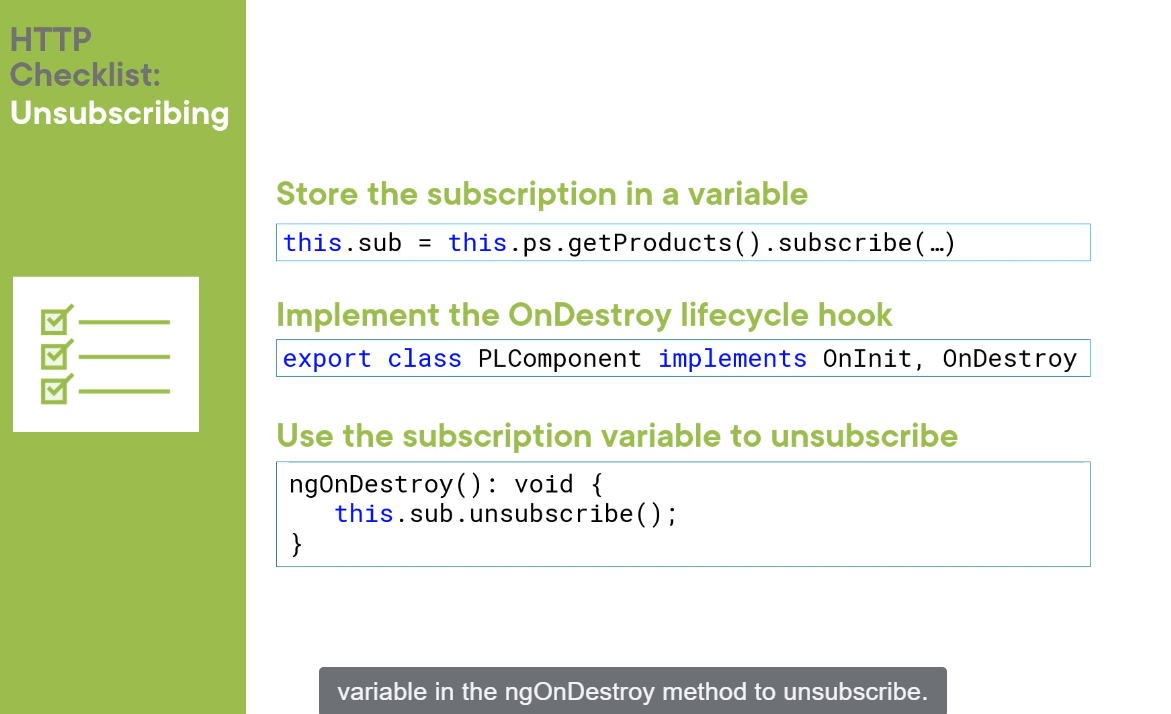 HTTP
Checklist:
Unsubscribing
Store the subscription in a variable
this.sub = this.ps.getProducts().subscribe(…)
Implement the OnDestroy lifecycle hook
export class PLComponent implements OnInit, OnDestroy
Use the subscription variable to unsubscribe
ngOnDestroy(): void {
this.sub.unsubscribe();
}
variable in the ngOnDestroy method to unsubscribe.